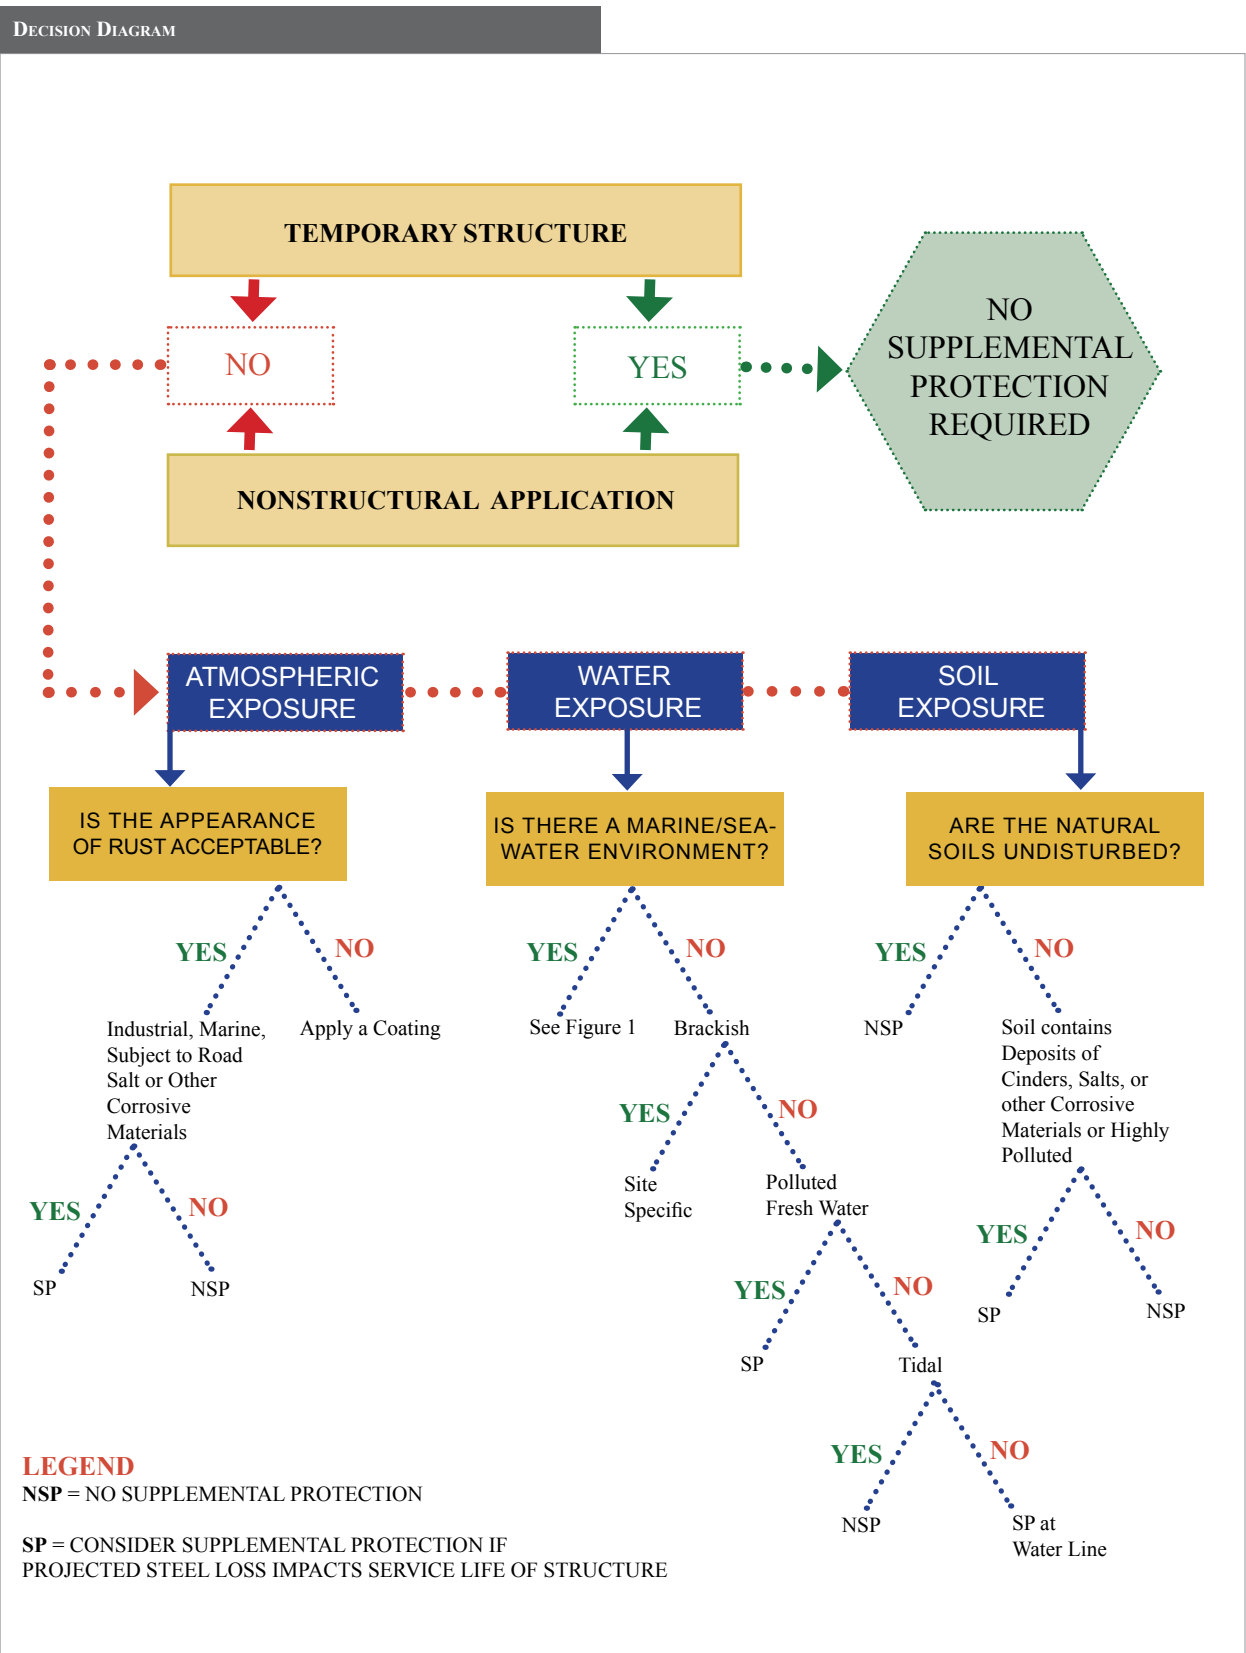 Decision Diagram
TEMPORARY STRUCTURE
NO
YES
NO
SUPPLEMENTAL
PROTECTION
REQUIRED
NONSTRUCTURAL APPLICATION
ATMOSPHERIC
EXPOSURE
WATER
EXPOSURE
SOIL
EXPOSURE
IS THE APPEARANCE
OF RUST ACCEPTABLE?
YES
NO
Industrial, Marine,
Subject to Road
Salt or Other
Corrosive
Materials
Apply a Coating
YES
NO
SP
NSP
IS THERE A MARINE/SEA-
WATER ENVIRONMENT?
YES
NO
See Figure 1
Brackish
YES
NO
Site
Specific
Polluted
Fresh Water
YES
NO
SP
Tidal
YES
NO
NSP
SP at
Water Line
ARE THE NATURAL
SOILS UNDISTURBED?
YES
NO
NSP
Soil contains
Deposits of
Cinders, Salts, or
other Corrosive
Materials or Highly
Polluted
YES
NO
SP
NSP
LEGEND
NSP = NO SUPPLEMENTAL PROTECTION
SP = CONSIDER SUPPLEMENTAL PROTECTION IF
PROJECTED STEEL LOSS IMPACTS SERVICE LIFE OF STRUCTURE